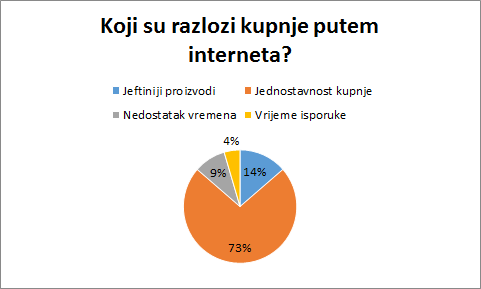 Koji su razlozi kupnje putem
interneta?
Jeftiniji proizvodi
Jednostavnost kupnje
Nedostatak vremena
Vrijeme isporuke
4%
9%
14%
73%